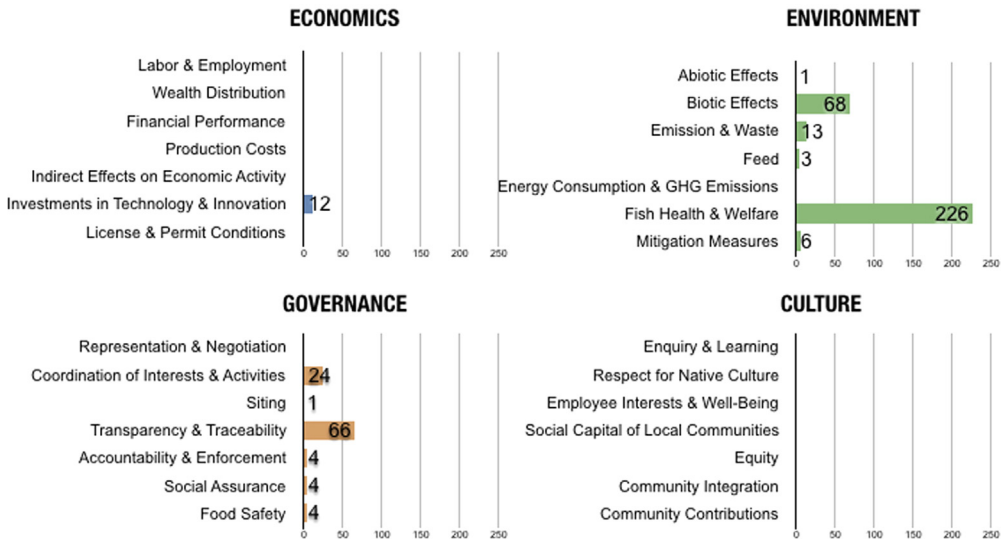 ECONOMICS
Labor & Employment
Wealth Distribution
Financial Performance
Production Costs
Indirect Effects on Economic Activity
Investments in Technology & Innovation 12
License & Permit Conditions
0 50 100 150 200 250
ENVIRONMENT
Abiotic Effects 1
Biotic Effects 68
Emission & Waste 13
Feed 3
Energy Consumption & GHG Emissions
Fish Health & Welfare 226
Mitigation Measures 6
0 50 100 150 200 250
GOVERNANCE
Representation & Negotiation
Coordination of Interests & Activities 24
Siting 1
Transparency & Traceability 66
Accountability & Enforcement 4
Social Assurance 4
Food Safety 4
0 50 100 150 200 250
CULTURE
Enquiry & Learning
Respect for Native Culture
Employee Interests & Well-Being
Social Capital of Local Communities
Equity
Community Integration
Community Contributions
0 50 100 150 200 250